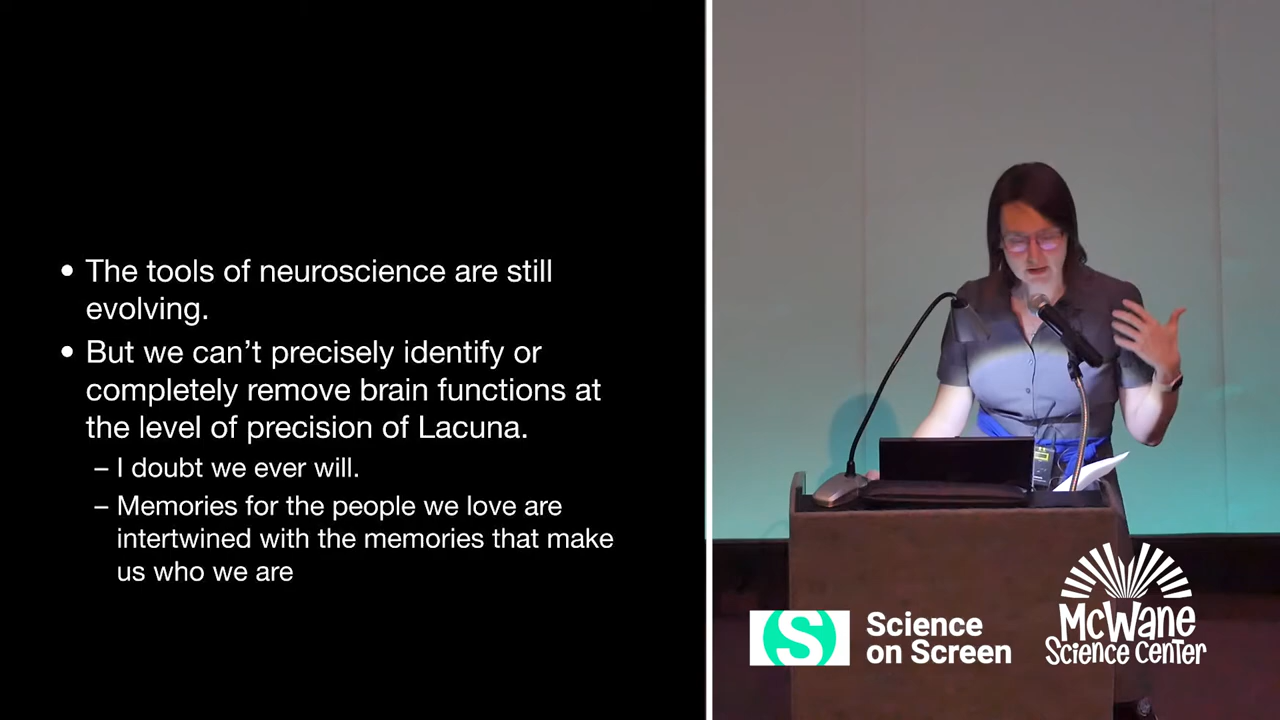 • The tools of neuroscience are still
evolving.
• But we can’t precisely identify or
completely remove brain functions at
the level of precision of Lacuna.
– I doubt we ever will.
– Memories for the people we love are
intertwined with the memories that make
us who we are
S
Science
on Screen
McWane
Science Center